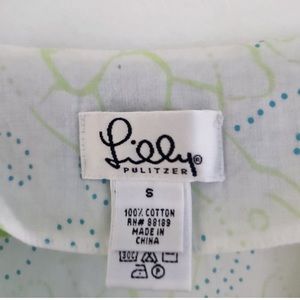 Lilly®
PULITZER
S
100% COTTON
RN# 88189
MADE IN
CHINA